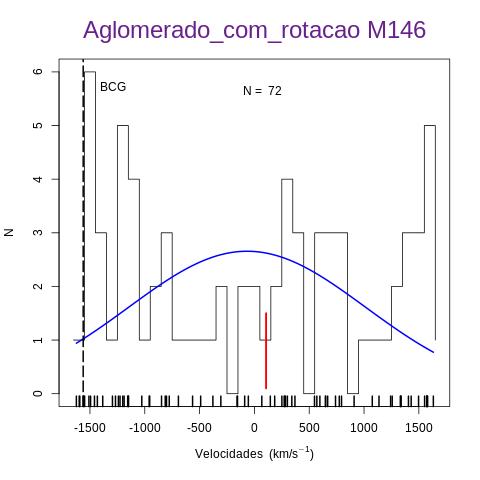 Aglomerado_com_rotacao M146
BCG
N = 72
N
6
5
4
3
2
1
0
-1500 -1000 -500 0 500 1000 1500
Velocidades (km/s⁻¹)